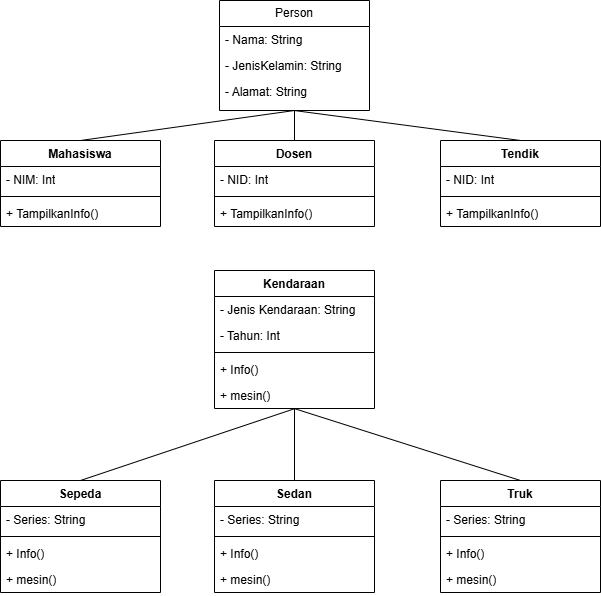 Person
- Nama: String
- JenisKelamin: String
- Alamat: String
Mahasiswa
- NIM: Int
+ TampilkanInfo()
Dosen
- NID: Int
+ TampilkanInfo()
Tendik
- NID: Int
+ TampilkanInfo()
Kendaraan
- Jenis Kendaraan: String
- Tahun: Int
+ Info()
+ mesin()
Sepeda
- Series: String
+ Info()
+ mesin()
Sedan
- Series: String
+ Info()
+ mesin()
Truk
- Series: String
+ Info()
+ mesin()